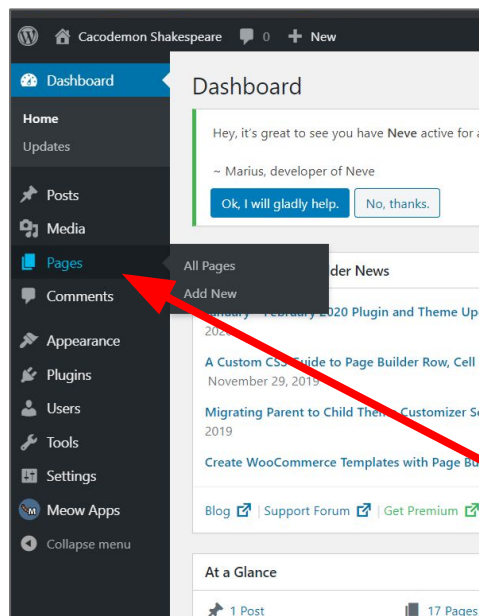 Cacodemon Shakespeare 0 + New
Dashboard
Home
Updates
Posts
Media
Pages
Comments
Appearance
Plugins
Users
Tools
Settings
Meow Apps
Collapse menu
All Pages
Add New
Dashboard
Hey, it's great to see you have Neve active for a
~ Marius, developer of Neve
Ok, I will gladly help. No, thanks.
der News
January - February 2020 Plugin and Theme Up
A Custom CSS Guide to Page Builder Row, Cell
November 29, 2019
Migrating Parent to Child Theme Customizer Se
2019
Create WooCommerce Templates with Page Bu
Blog | Support Forum | Get Premium
At a Glance
1 Post 17 Pages